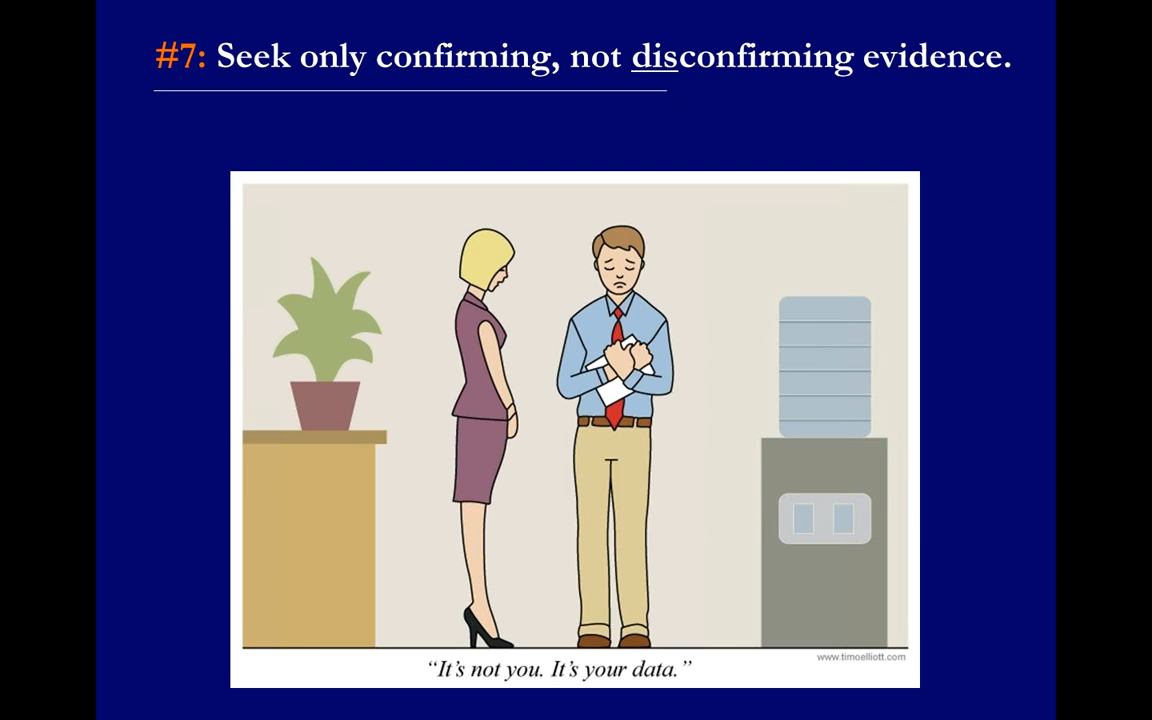 #7: Seek only confirming, not disconfirming evidence.
www.timoelliott.com
“It’s not you. It’s your data.”